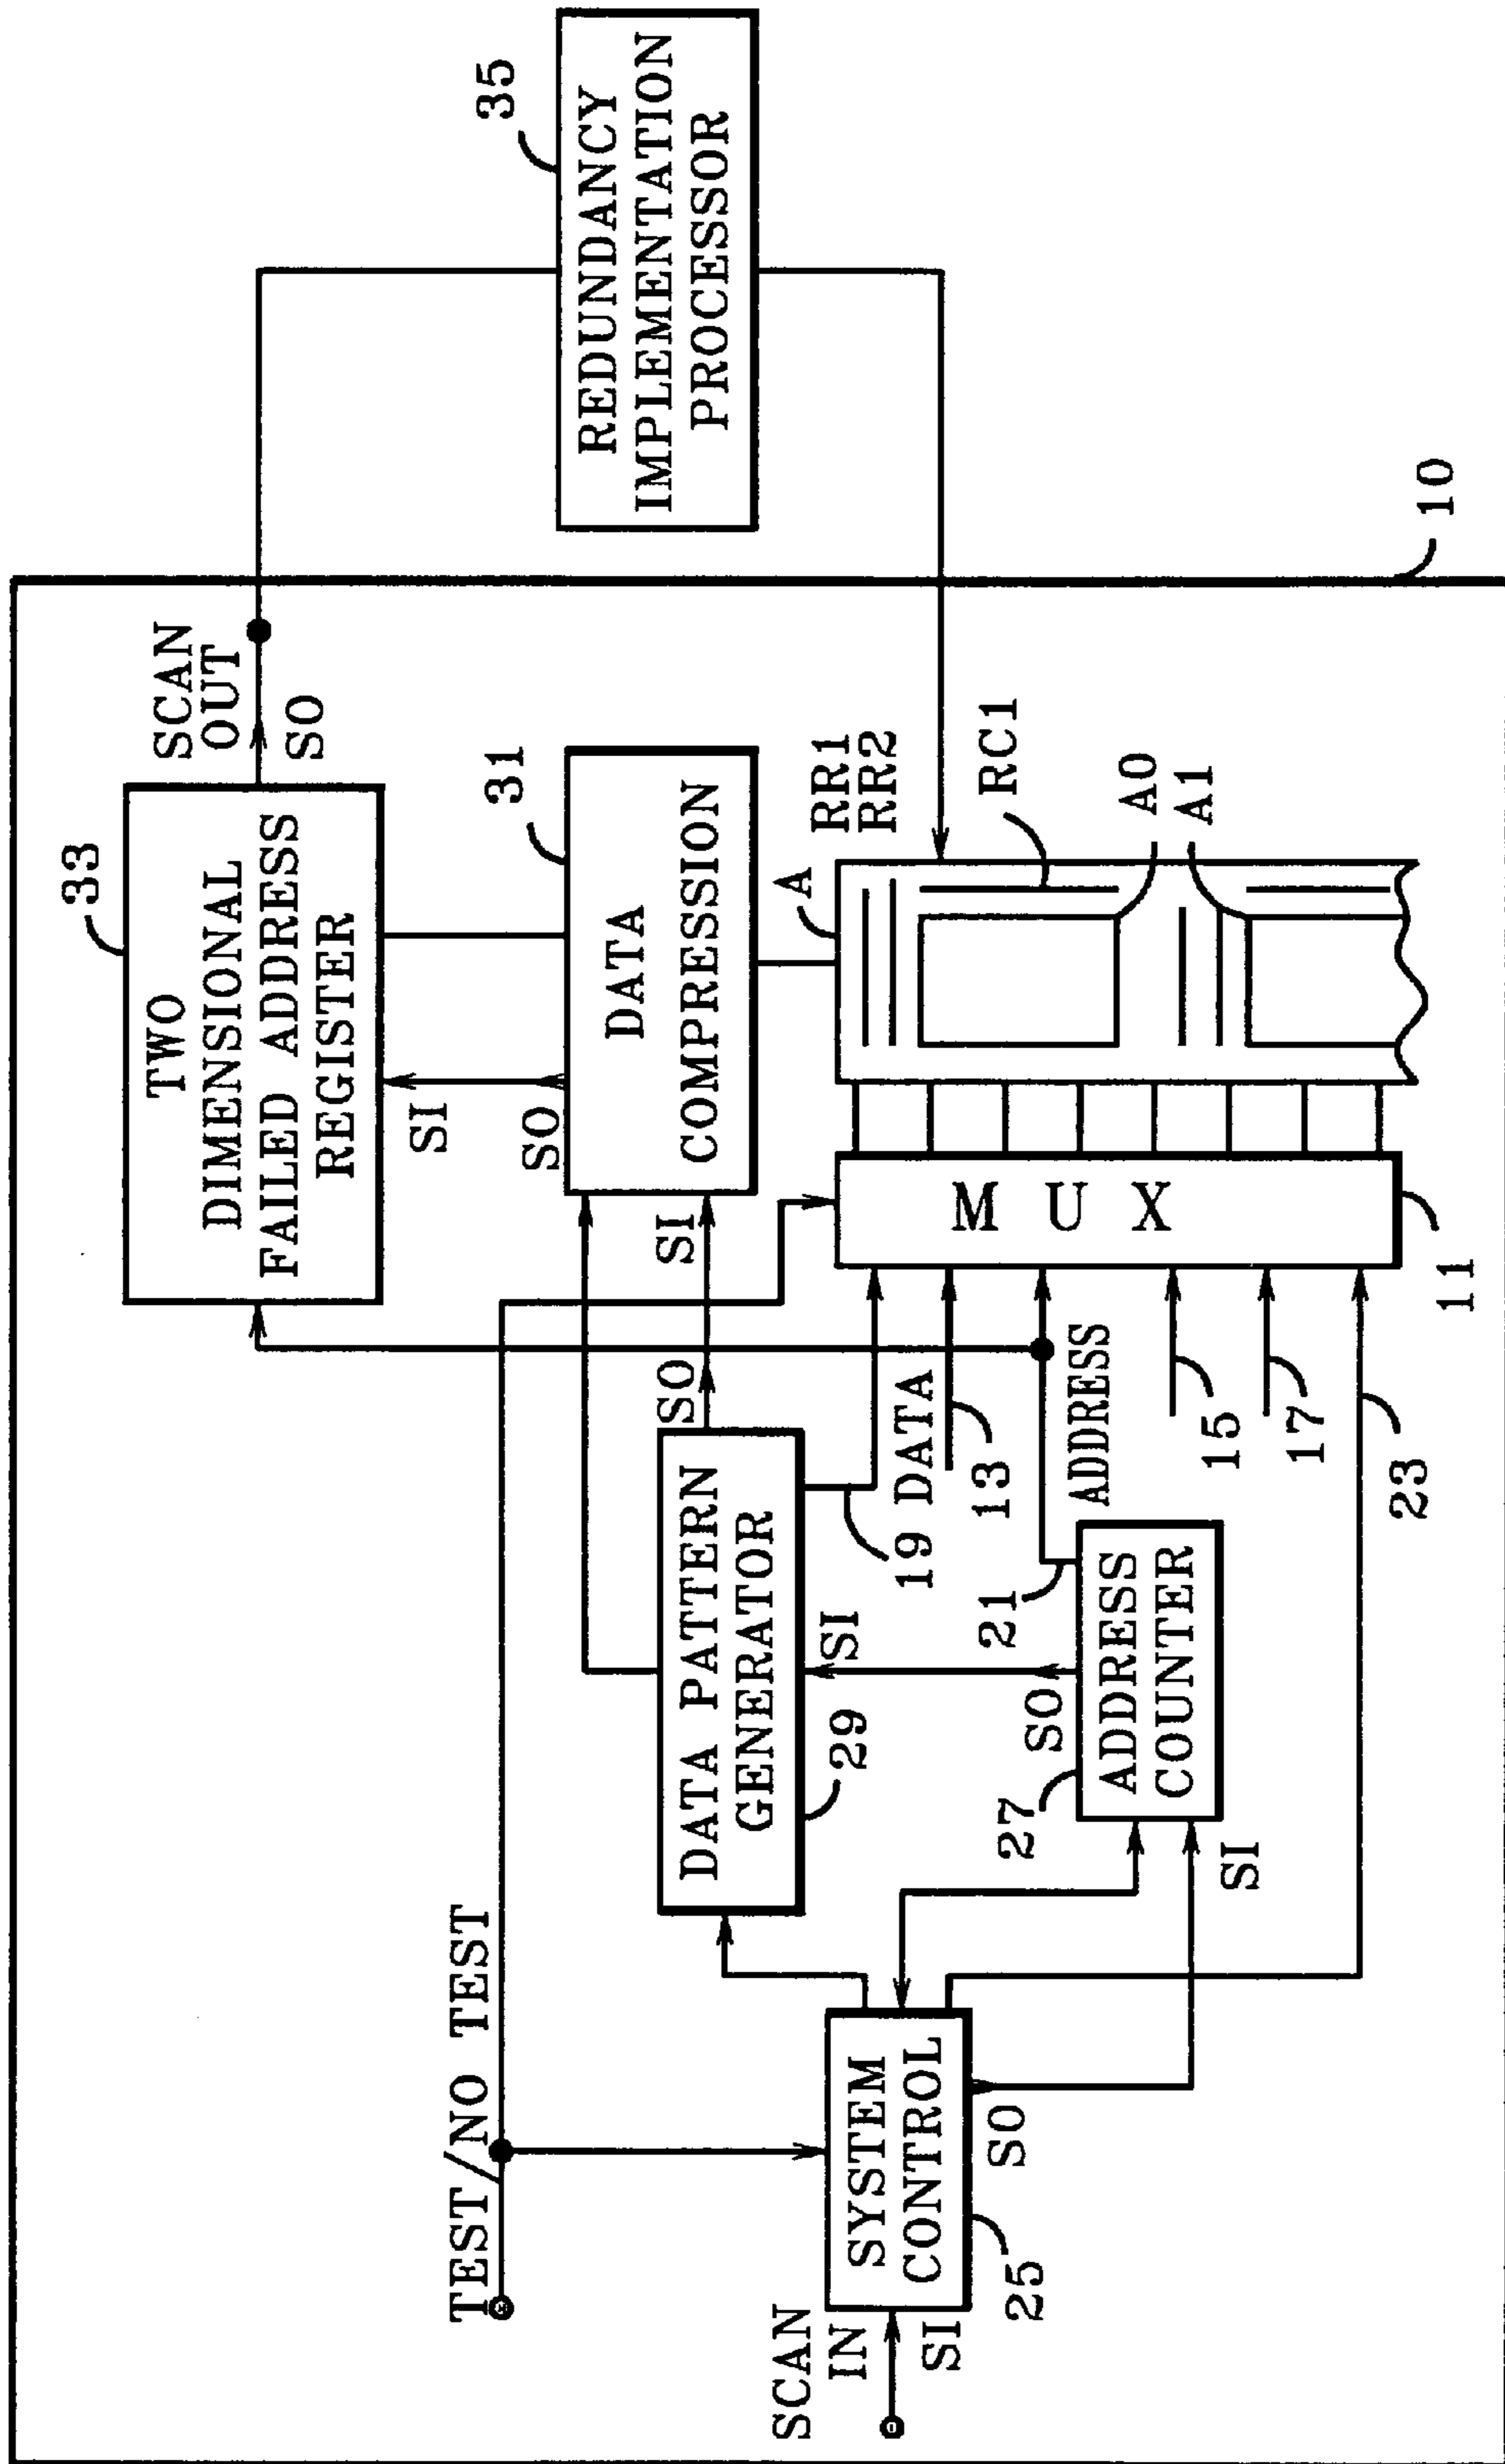 TEST/NO TEST
SCAN
IN
SI
SYSTEM
CONTROL
25
SO
DATA PATTERN
GENERATOR
29
SO
SI
ADDRESS
COUNTER
27
SO
SI
21
ADDRESS
19
DATA
13
15
17
23
MUX
11
TWO
DIMENSIONAL
FAILED ADDRESS
REGISTER
33
SI
SO
DATA
COMPRESSION
31
SI
SCAN
OUT
SO
A
RR1
RR2
RC1
A0
A1
10
REDUNDANCY
IMPLEMENTATION
PROCESSOR
35